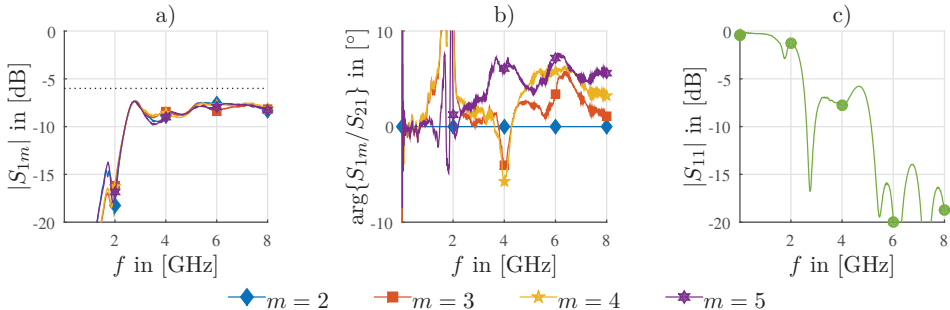 a)
|S₁ₘ| in [dB]
0
-5
-10
-15
-20
2
4
6
8
f in [GHz]
b)
arg{S₁ₘ/S₂₁} in [°]
10
0
-10
0
2
4
6
8
f in [GHz]
c)
|S₁₁| in [dB]
0
-5
-10
-15
-20
0
2
4
6
8
f in [GHz]
m = 2
m = 3
m = 4
m = 5